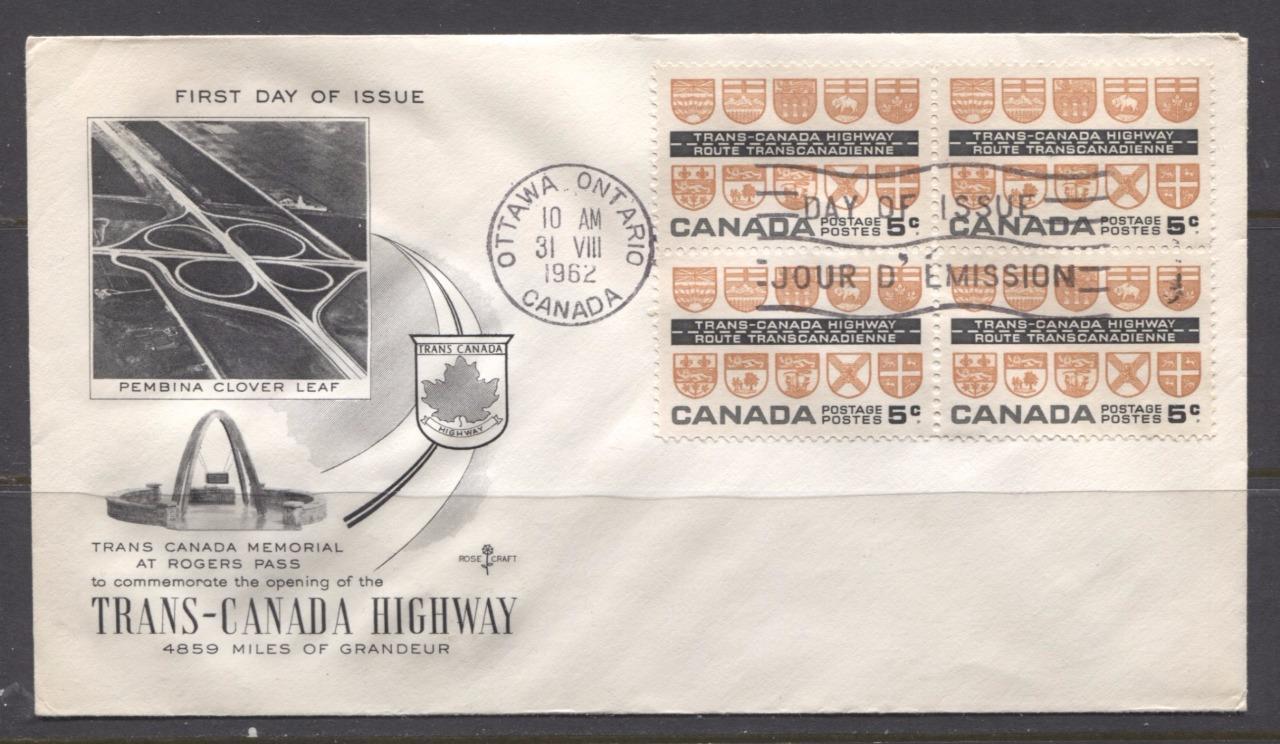 FIRST DAY OF ISSUE
PEMBINA CLOVER LEAF
TRANS CANADA
HIGHWAY
TRANS CANADA MEMORIAL
AT ROGERS PASS
to commemorate the opening of the
TRANS-CANADA HIGHWAY
4859 MILES OF GRANDEUR
ROSE CRAFT
OTTAWA ONTARIO
10 AM
31 VIII
1962
CANADA
TRANS-CANADA HIGHWAY
ROUTE TRANSCANADIENNE
CANADA POSTAGE POSTES 5c
TRANS-CANADA HIGHWAY
ROUTE TRANSCANADIENNE
CANADA POSTAGE POSTES 5c
DAY OF ISSUE
JOUR D'EMISSION
TRANS-CANADA HIGHWAY
ROUTE TRANSCANADIENNE
CANADA POSTAGE POSTES 5c
TRANS-CANADA HIGHWAY
ROUTE TRANSCANADIENNE
CANADA POSTAGE POSTES 5c